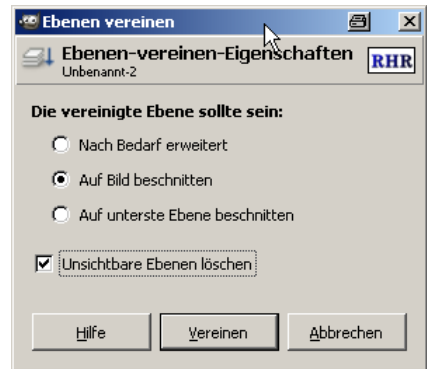 Ebenen vereinen
Ebenen-vereinen-Eigenschaften
Unbenannt-2
RHR
Die vereinigte Ebene sollte sein:
Nach Bedarf erweitert
Auf Bild beschnitten
Auf unterste Ebene beschnitten
Unsichtbare Ebenen löschen
Hilfe Vereinen Abbrechen